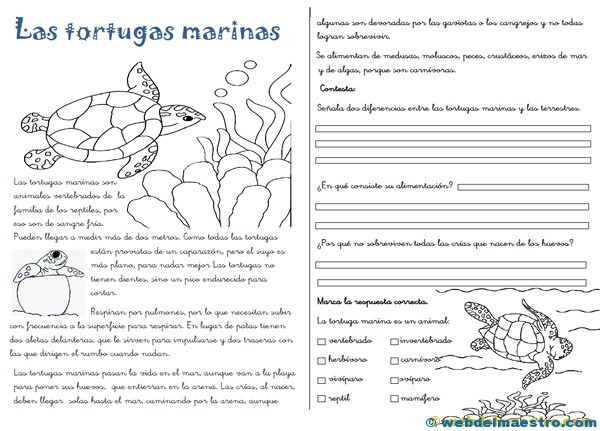 Las tortugas marinas
Las tortugas marinas son
animales vertebrados de la
familia de los reptiles, por
eso son de sangre fría.
Pueden llegar a medir más de dos metros. Como todas las tortugas
están provistas de un caparazón, pero el suyo es
más plano, para nadar mejor. Las tortugas no
tienen dientes, sino un pico endurecido para
cortar.
Respiran por pulmones, por lo que necesitan subir
con frecuencia a la superficie para respirar. En lugar de patas tienen
dos aletas delanteras, que le sirven para impulsarse y dos traseras con
las que dirigen el rumbo cuando nadan.
Las tortugas marinas pasan la vida en el mar, aunque van a la playa
para poner sus huevos, que entierran en la arena. Las crías, al nacer,
deben llegar solas hasta el mar, caminando por la arena, aunque
algunas son devoradas por las gaviotas o los cangrejos y no todas
logran sobrevivir.
Se alimentan de medusas, moluscos, peces, crustáceos, erizos de mar
y de algas, porque son carnívoras.
Contesta:
Señala dos diferencias entre las tortugas marinas y las terrestres.
¿En qué consiste su alimentación?
¿Por qué no sobreviven todas las crías que nacen de los huevos?
Marca la respuesta correcta.
La tortuga marina es un animal:
vertebrado invertebrado
herbívoro carnívoro
vivíparo ovíparo
reptil mamífero
© webdelmaestro.com